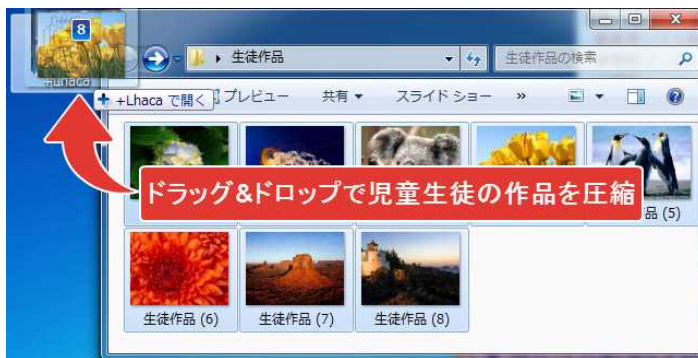 8
生徒作品
生徒作品の検索
+Lhaca
+Lhaca で開く
プレビュー
共有
スライド ショー
»
ドラッグ&ドロップで児童生徒の作品を圧縮
品 (5)
生徒作品 (6)
生徒作品 (7)
生徒作品 (8)